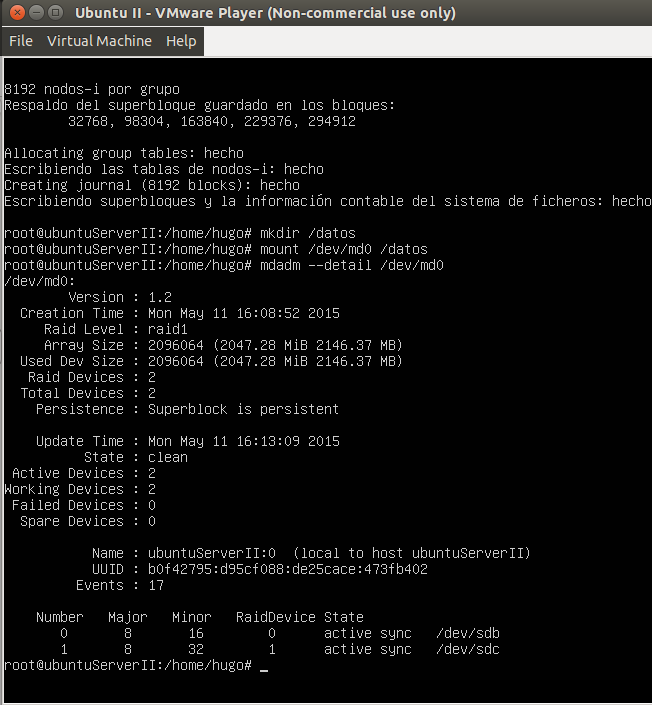 Ubuntu II - VMware Player (Non-commercial use only)
File Virtual Machine Help
8192 nodos-i por grupo
Respaldo del superbloque guardado en los bloques:
        32768, 98304, 163840, 229376, 294912

Allocating group tables: hecho
Escribiendo las tablas de nodos-i: hecho
Creating journal (8192 blocks): hecho
Escribiendo superbloques y la información contable del sistema de ficheros: hecho

root@ubuntuServerII:/home/hugo# mkdir /datos
root@ubuntuServerII:/home/hugo# mount /dev/md0 /datos
root@ubuntuServerII:/home/hugo# mdadm --detail /dev/md0
/dev/md0:
        Version : 1.2
  Creation Time : Mon May 11 16:08:52 2015
     Raid Level : raid1
     Array Size : 2096064 (2047.28 MiB 2146.37 MB)
  Used Dev Size : 2096064 (2047.28 MiB 2146.37 MB)
   Raid Devices : 2
  Total Devices : 2
    Persistence : Superblock is persistent

    Update Time : Mon May 11 16:13:09 2015
          State : clean
 Active Devices : 2
Working Devices : 2
 Failed Devices : 0
  Spare Devices : 0

           Name : ubuntuServerII:0  (local to host ubuntuServerII)
           UUID : b0f42795:d95cf088:de25cace:473fb402
         Events : 17

    Number   Major   Minor   RaidDevice State
       0       8       16        0      active sync   /dev/sdb
       1       8       32        1      active sync   /dev/sdc
root@ubuntuServerII:/home/hugo# _